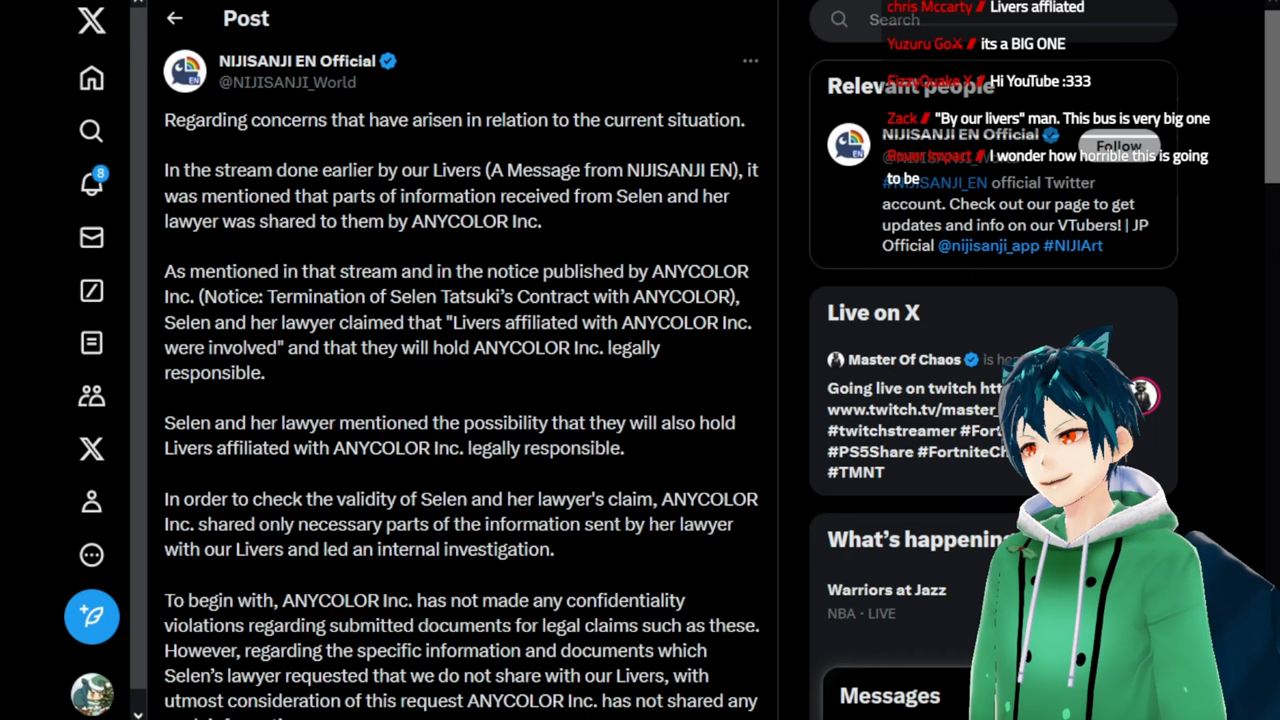 Post
NIJISANJI EN Official
@NIJISANJI_World
Regarding concerns that have arisen in relation to the current situation.
In the stream done earlier by our Livers (A Message from NIJISANJI EN), it
was mentioned that parts of information received from Selen and her
lawyer was shared to them by ANYCOLOR Inc.
As mentioned in that stream and in the notice published by ANYCOLOR
Inc. (Notice: Termination of Selen Tatsuki’s Contract with ANYCOLOR),
Selen and her lawyer claimed that "Livers affiliated with ANYCOLOR Inc.
were involved" and that they will hold ANYCOLOR Inc. legally
responsible.
Selen and her lawyer mentioned the possibility that they will also hold
Livers affiliated with ANYCOLOR Inc. legally responsible.
In order to check the validity of Selen and her lawyer's claim, ANYCOLOR
Inc. shared only necessary parts of the information sent by her lawyer
with our Livers and led an internal investigation.
To begin with, ANYCOLOR Inc. has not made any confidentiality
violations regarding submitted documents for legal claims such as these.
However, regarding the specific information and documents which
Selen’s lawyer requested that we do not share with our Livers, with
utmost consideration of this request ANYCOLOR Inc. has not shared any
8
chris Mccarty // Livers affliated
Search
Yuzuru Go // its a BIG ONE
FizzyQuake X // Hi YouTube :333
Relevant people
Zack // "By our livers" man. This bus is very big one
NIJISANJI EN Official
Follow
Power Impact // I wonder how horrible this is going
to be
#NIJISANJI_EN official Twitter
account. Check out our page to get
updates and info on our VTubers! | JP
Official @nijisanji_app #NIJIArt
Live on X
Master Of Chaos is
Going live on twitch
www.twitch.tv/master_
#twitchstreamer
#PS5Share
#TMNT
What’s happening
Warriors at Jazz
NBA · LIVE
Messages